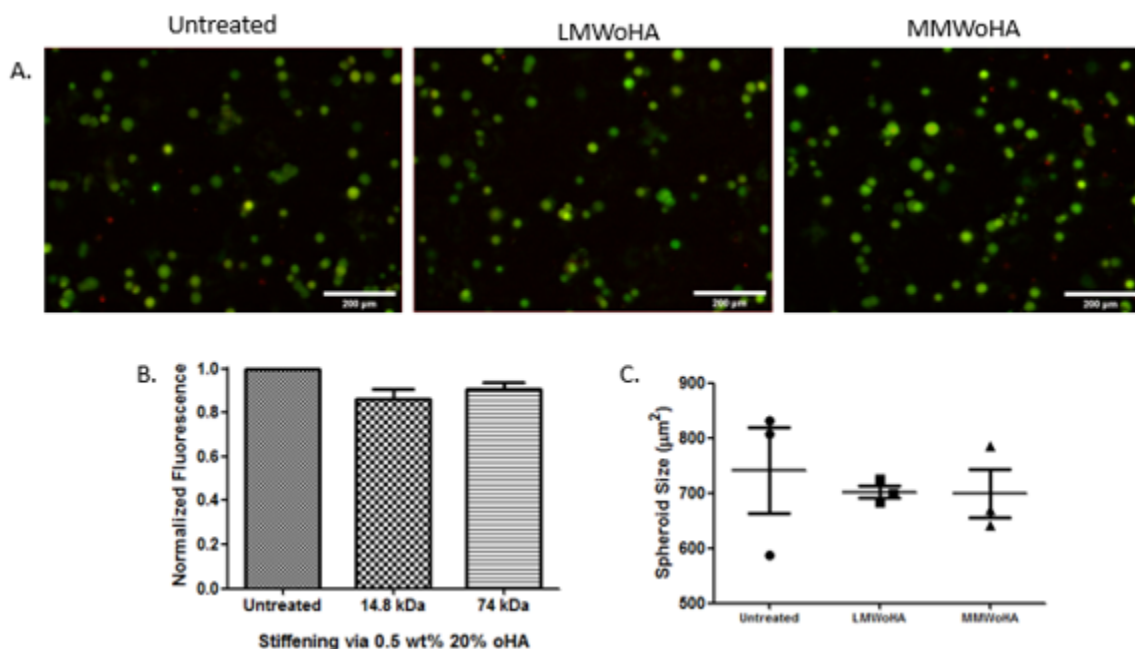 Untreated
LMWoHA
MMWoHA
A.
200 µm
200 µm
200 µm
B.
Normalized Fluorescence
1.0
0.8
0.6
0.4
0.2
0.0
Untreated 14.8 kDa 74 kDa
Stiffening via 0.5 wt% 20% oHA
C.
Spheroid Size (µm²)
900
800
700
600
500
Untreated LMWoHA MMWoHA